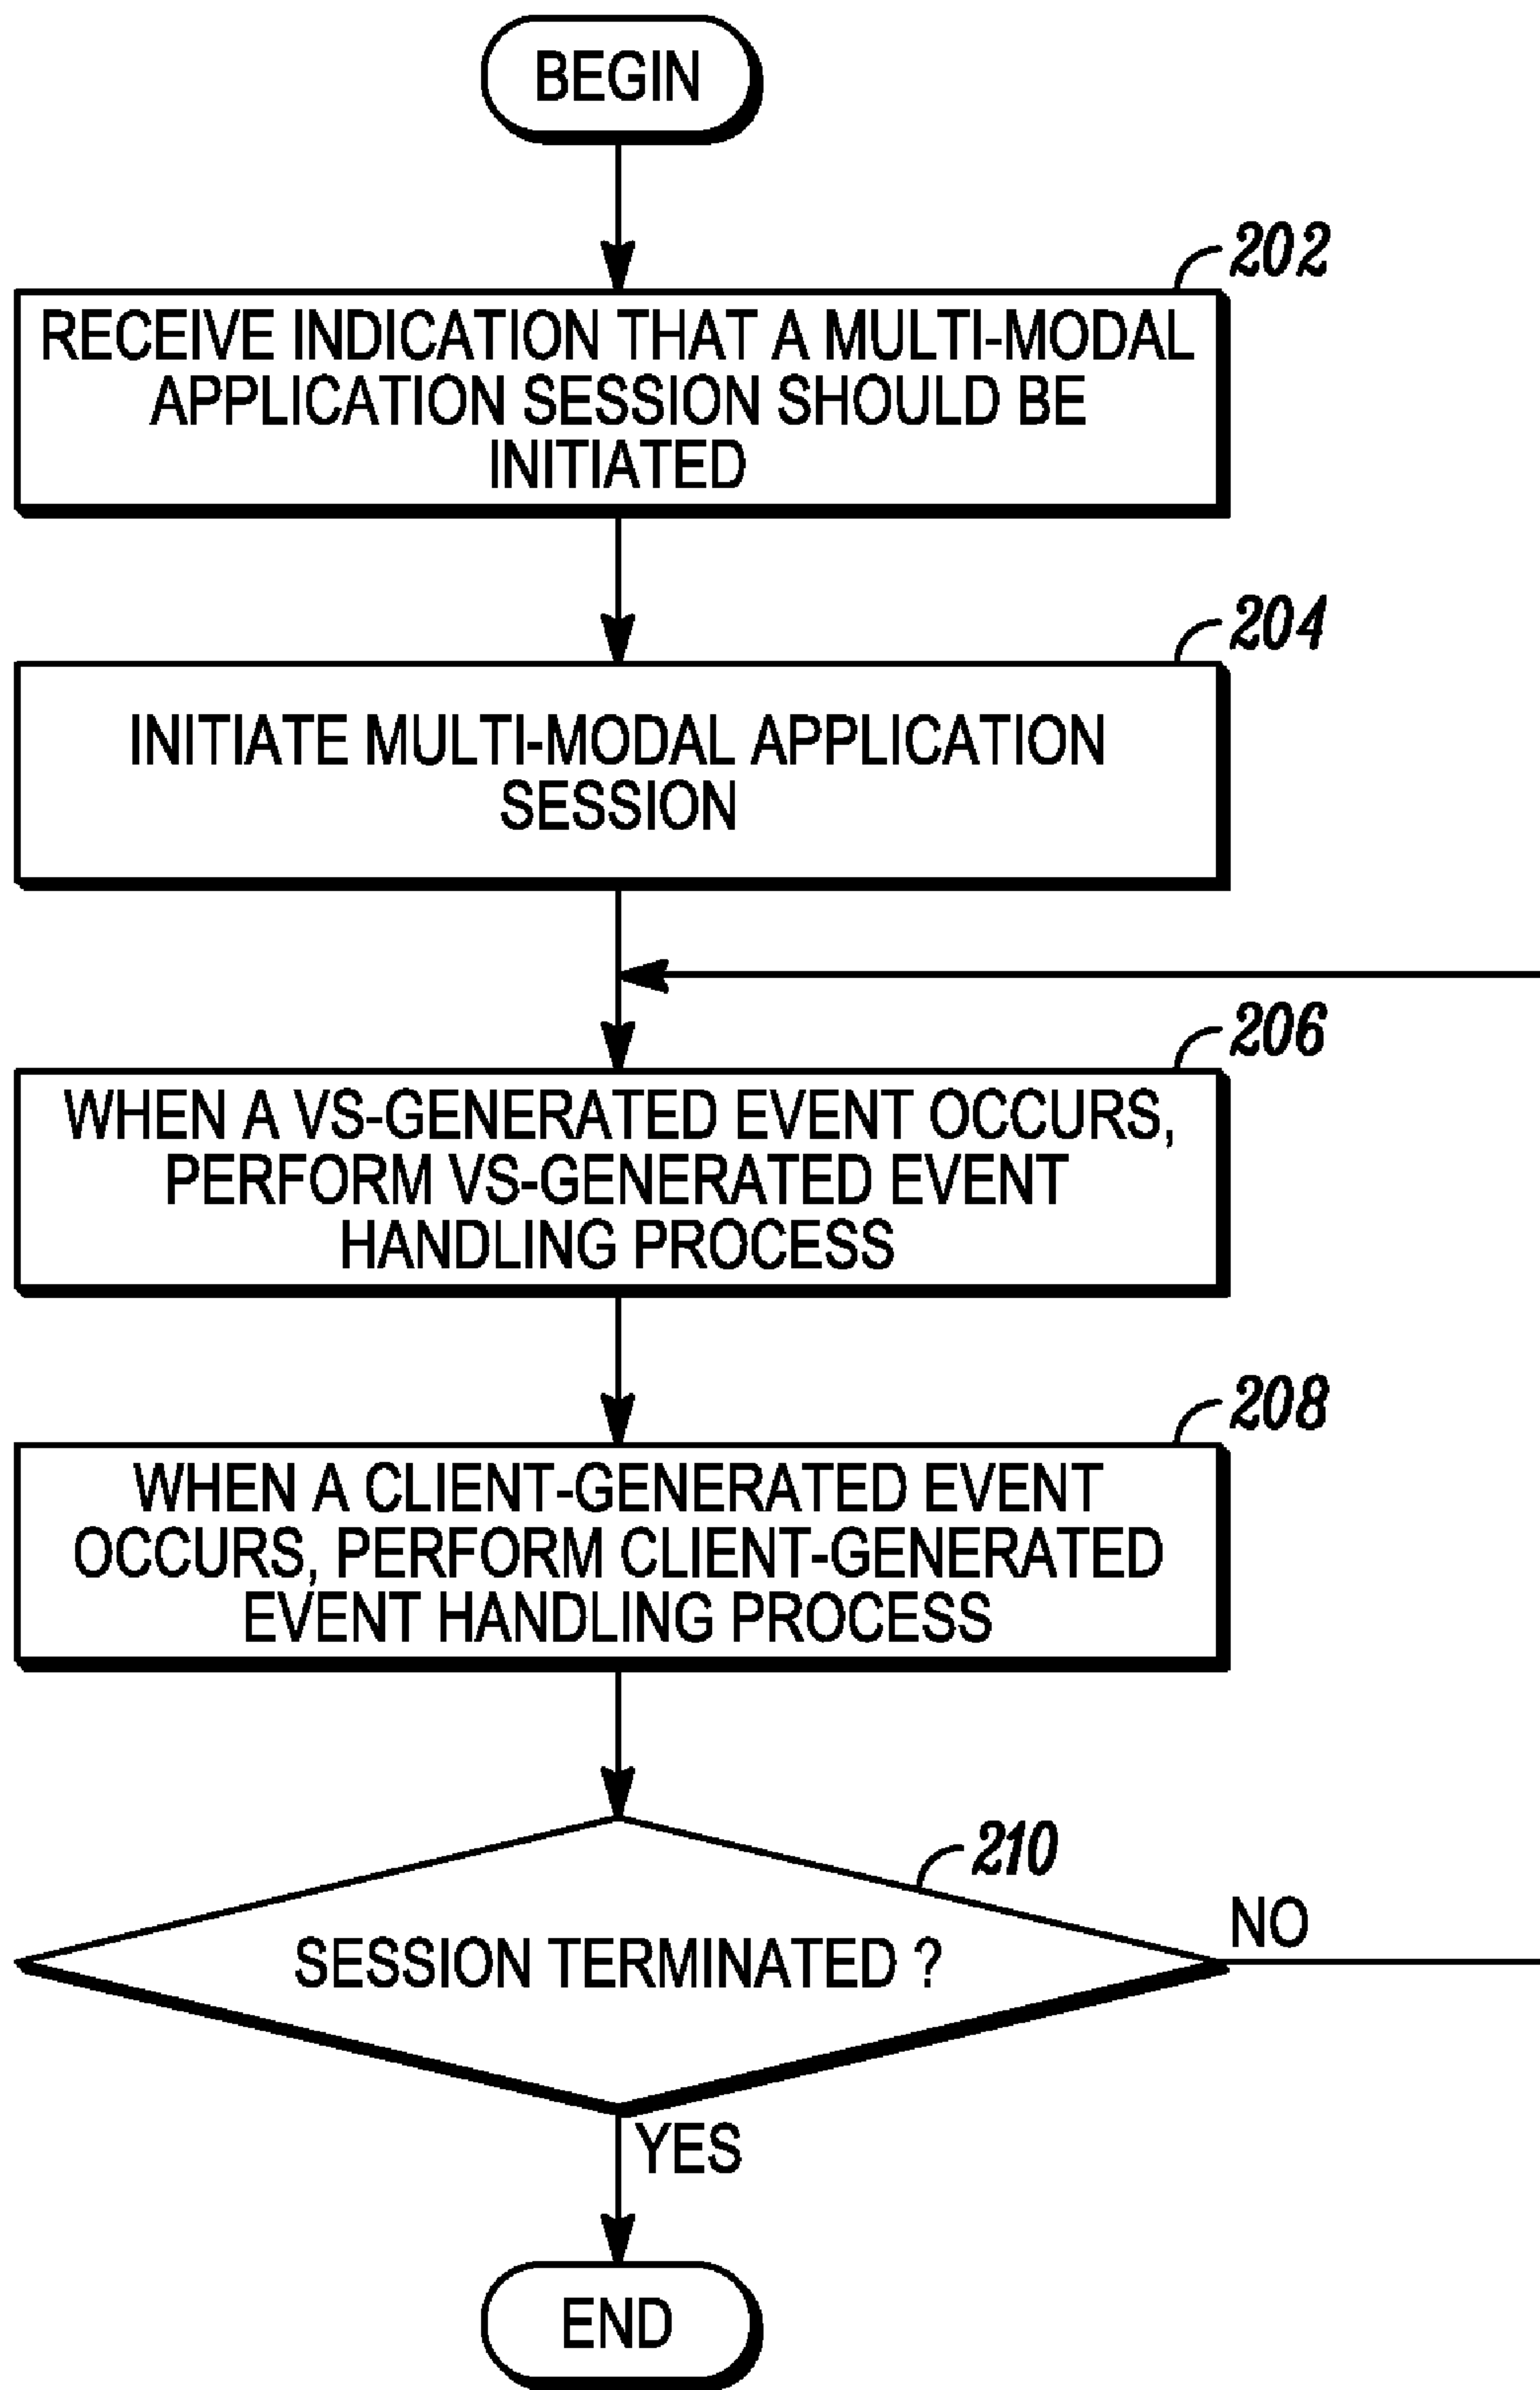 BEGIN
202
RECEIVE INDICATION THAT A MULTI-MODAL
APPLICATION SESSION SHOULD BE
INITIATED
204
INITIATE MULTI-MODAL APPLICATION
SESSION
206
WHEN A VS-GENERATED EVENT OCCURS,
PERFORM VS-GENERATED EVENT
HANDLING PROCESS
208
WHEN A CLIENT-GENERATED EVENT
OCCURS, PERFORM CLIENT-GENERATED
EVENT HANDLING PROCESS
210
SESSION TERMINATED ?
NO
YES
END